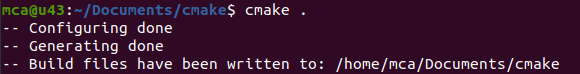 mca@u43:~/Documents/cmake$ cmake .
-- Configuring done
-- Generating done
-- Build files have been written to: /home/mca/Documents/cmake